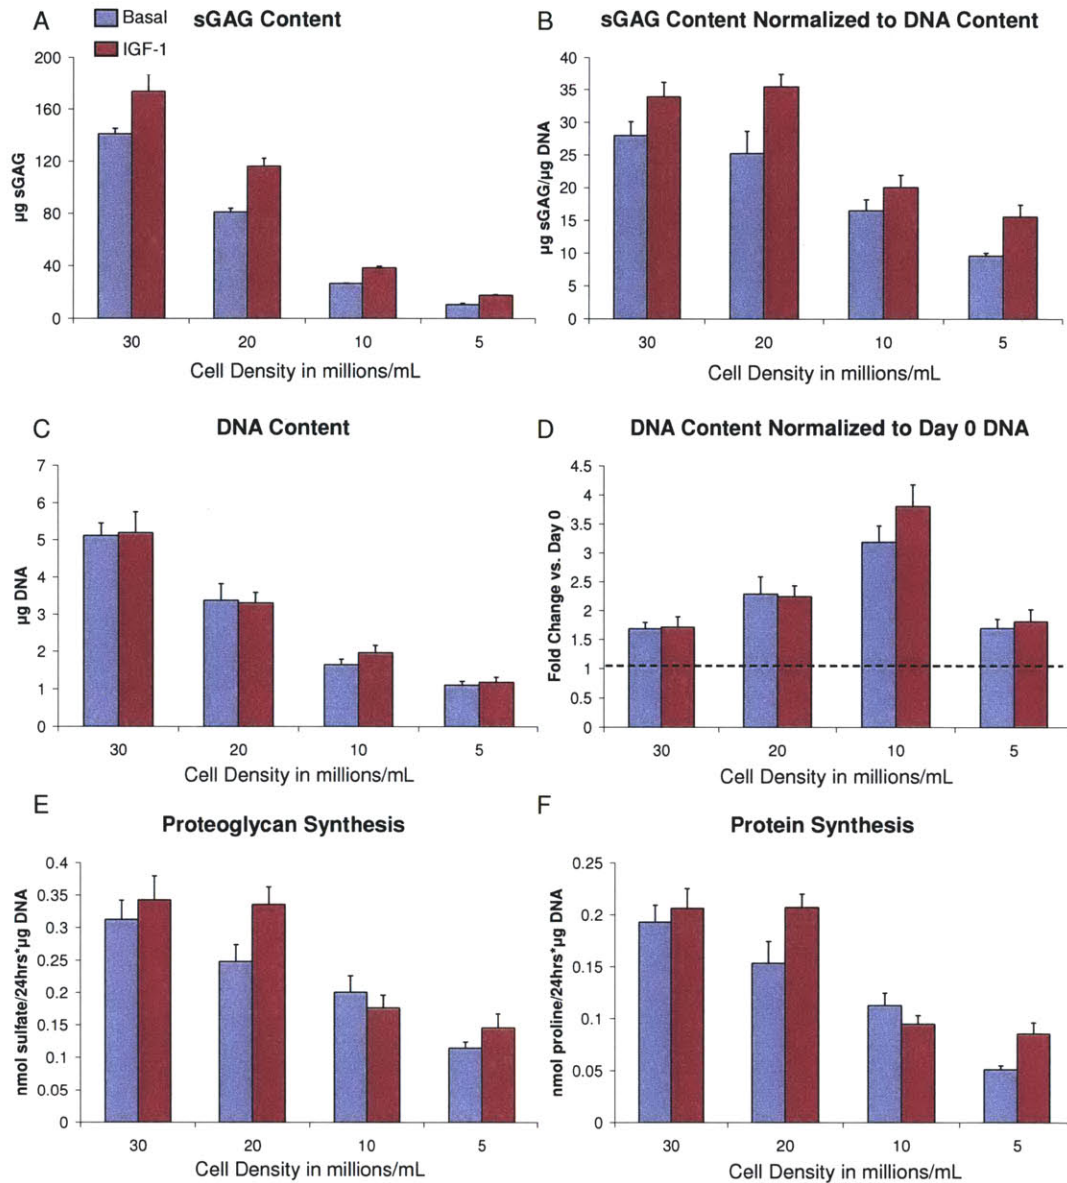 A
sGAG Content
Basal
IGF-1
200
160
120
80
40
0
µg sGAG
30 20 10 5
Cell Density in millions/mL
B
sGAG Content Normalized to DNA Content
40
35
30
25
20
15
10
5
0
µg sGAG/µg DNA
30 20 10 5
Cell Density in millions/mL
C
DNA Content
7
6
5
4
3
2
1
0
µg DNA
30 20 10 5
Cell Density in millions/mL
D
DNA Content Normalized to Day 0 DNA
4.5
4
3.5
3
2.5
2
1.5
1
0.5
0
Fold Change vs. Day 0
30 20 10 5
Cell Density in millions/mL
E
Proteoglycan Synthesis
0.4
0.35
0.3
0.25
0.2
0.15
0.1
0.05
0
nmol sulfate/24hrs*µg DNA
30 20 10 5
Cell Density in millions/mL
F
Protein Synthesis
0.25
0.2
0.15
0.1
0.05
0
nmol proline/24hrs*µg DNA
30 20 10 5
Cell Density in millions/mL